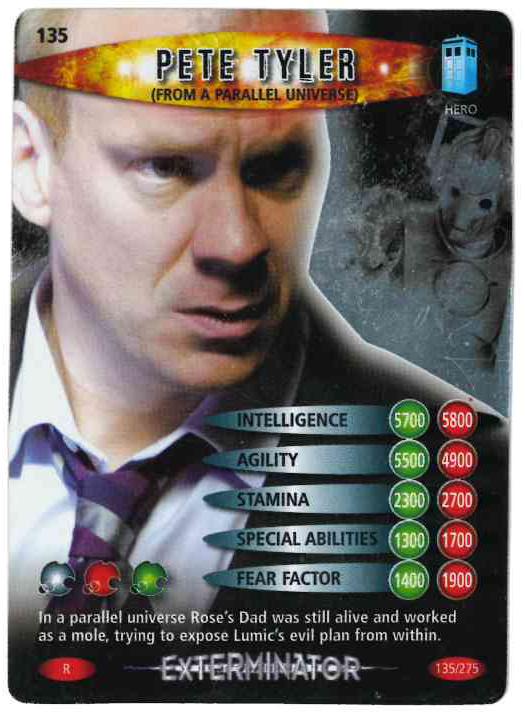 135
PETE TYLER
(FROM A PARALLEL UNIVERSE)
HERO
INTELLIGENCE 5700 5800
AGILITY 5500 4900
STAMINA 2300 2700
SPECIAL ABILITIES 1300 1700
FEAR FACTOR 1400 1900
In a parallel universe Rose's Dad was still alive and worked
as a mole, trying to expose Lumic's evil plan from within.
R EXTERMINATOR 135/275